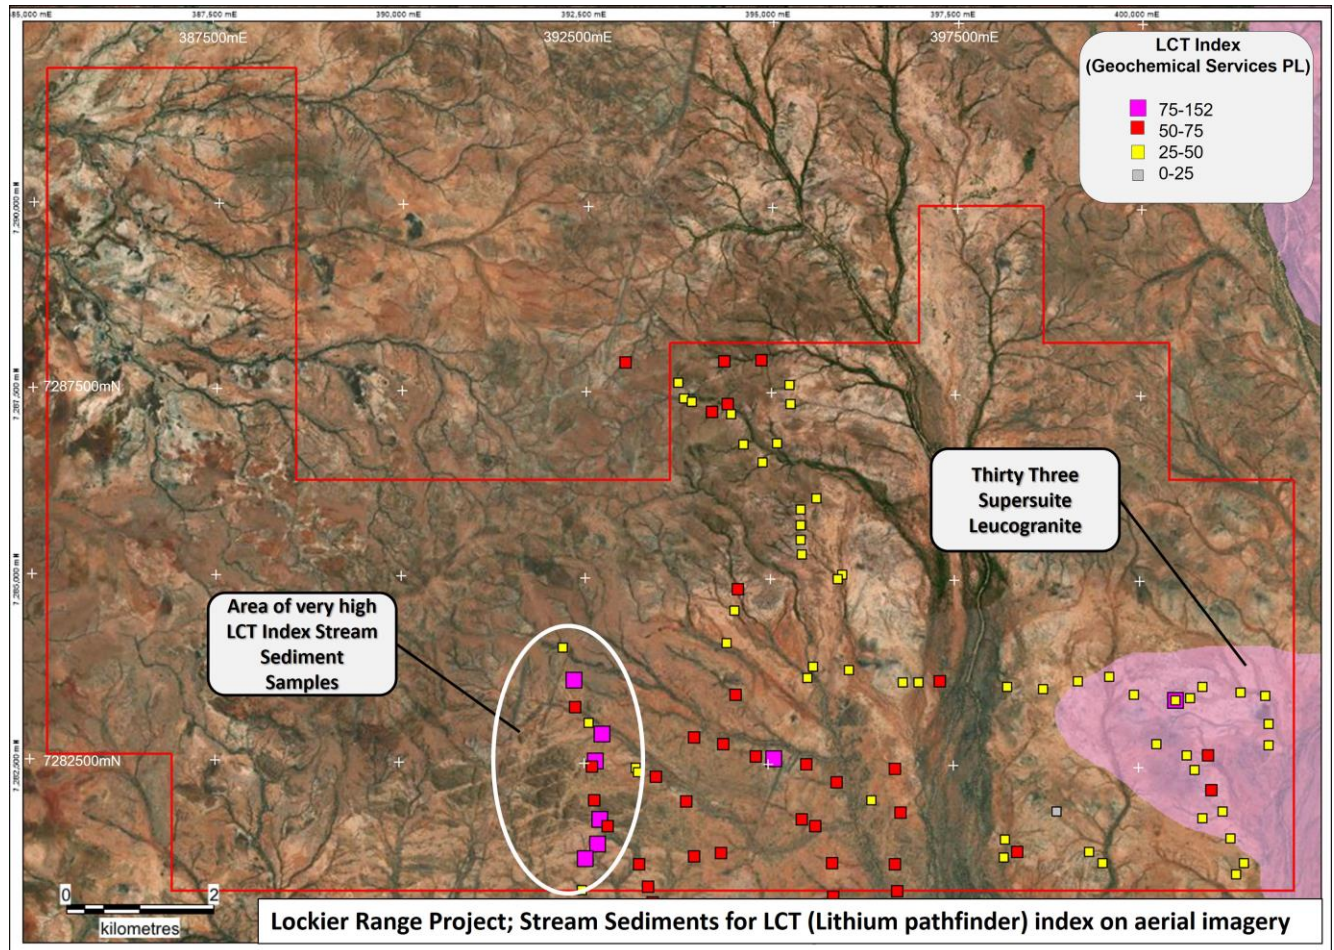 85,000 mE
387,500 mE
390,000 mE
392,500 mE
395,000 mE
397,500 mE
400,000 mE
387500mE
392500mE
397500mE
LCT Index
(Geochemical Services PL)
75-152
50-75
25-50
0-25
7,290,000 mN
7287500mN
7,287,500 mN
Thirty Three
Supersuite
Leucogranite
7,285,000 mN
Area of very high
LCT Index Stream
Sediment
Samples
7282500mN
7,282,500 mN
0
2
kilometres
Lockier Range Project; Stream Sediments for LCT (Lithium pathfinder) index on aerial imagery